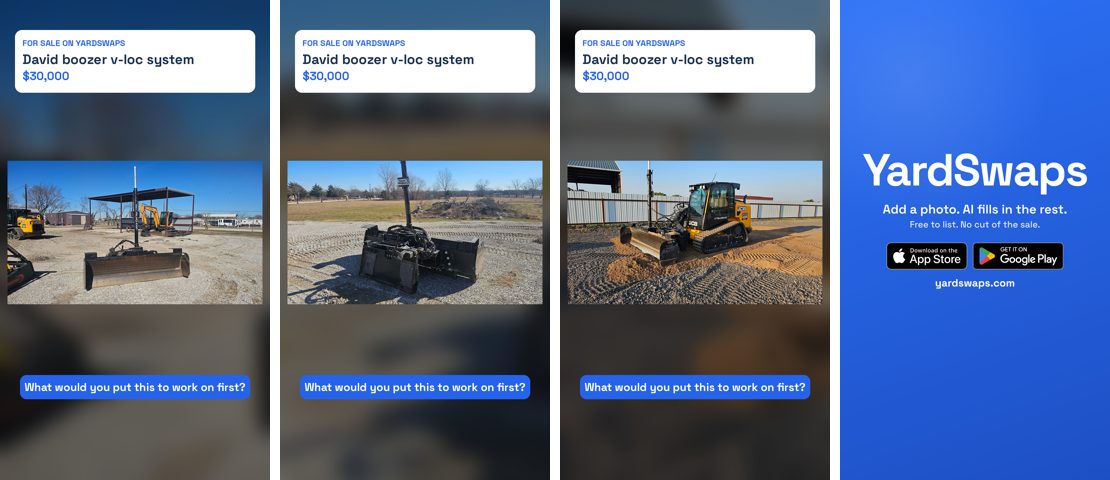 FOR SALE ON YARDSWAPS
David boozer v-loc system
$30,000
What would you put this to work on first?
FOR SALE ON YARDSWAPS
David boozer v-loc system
$30,000
What would you put this to work on first?
FOR SALE ON YARDSWAPS
David boozer v-loc system
$30,000
What would you put this to work on first?
YardSwaps
Add a photo. AI fills in the rest.
Free to list. No cut of the sale.
Download on the
App Store
GET IT ON
Google Play
yardswaps.com